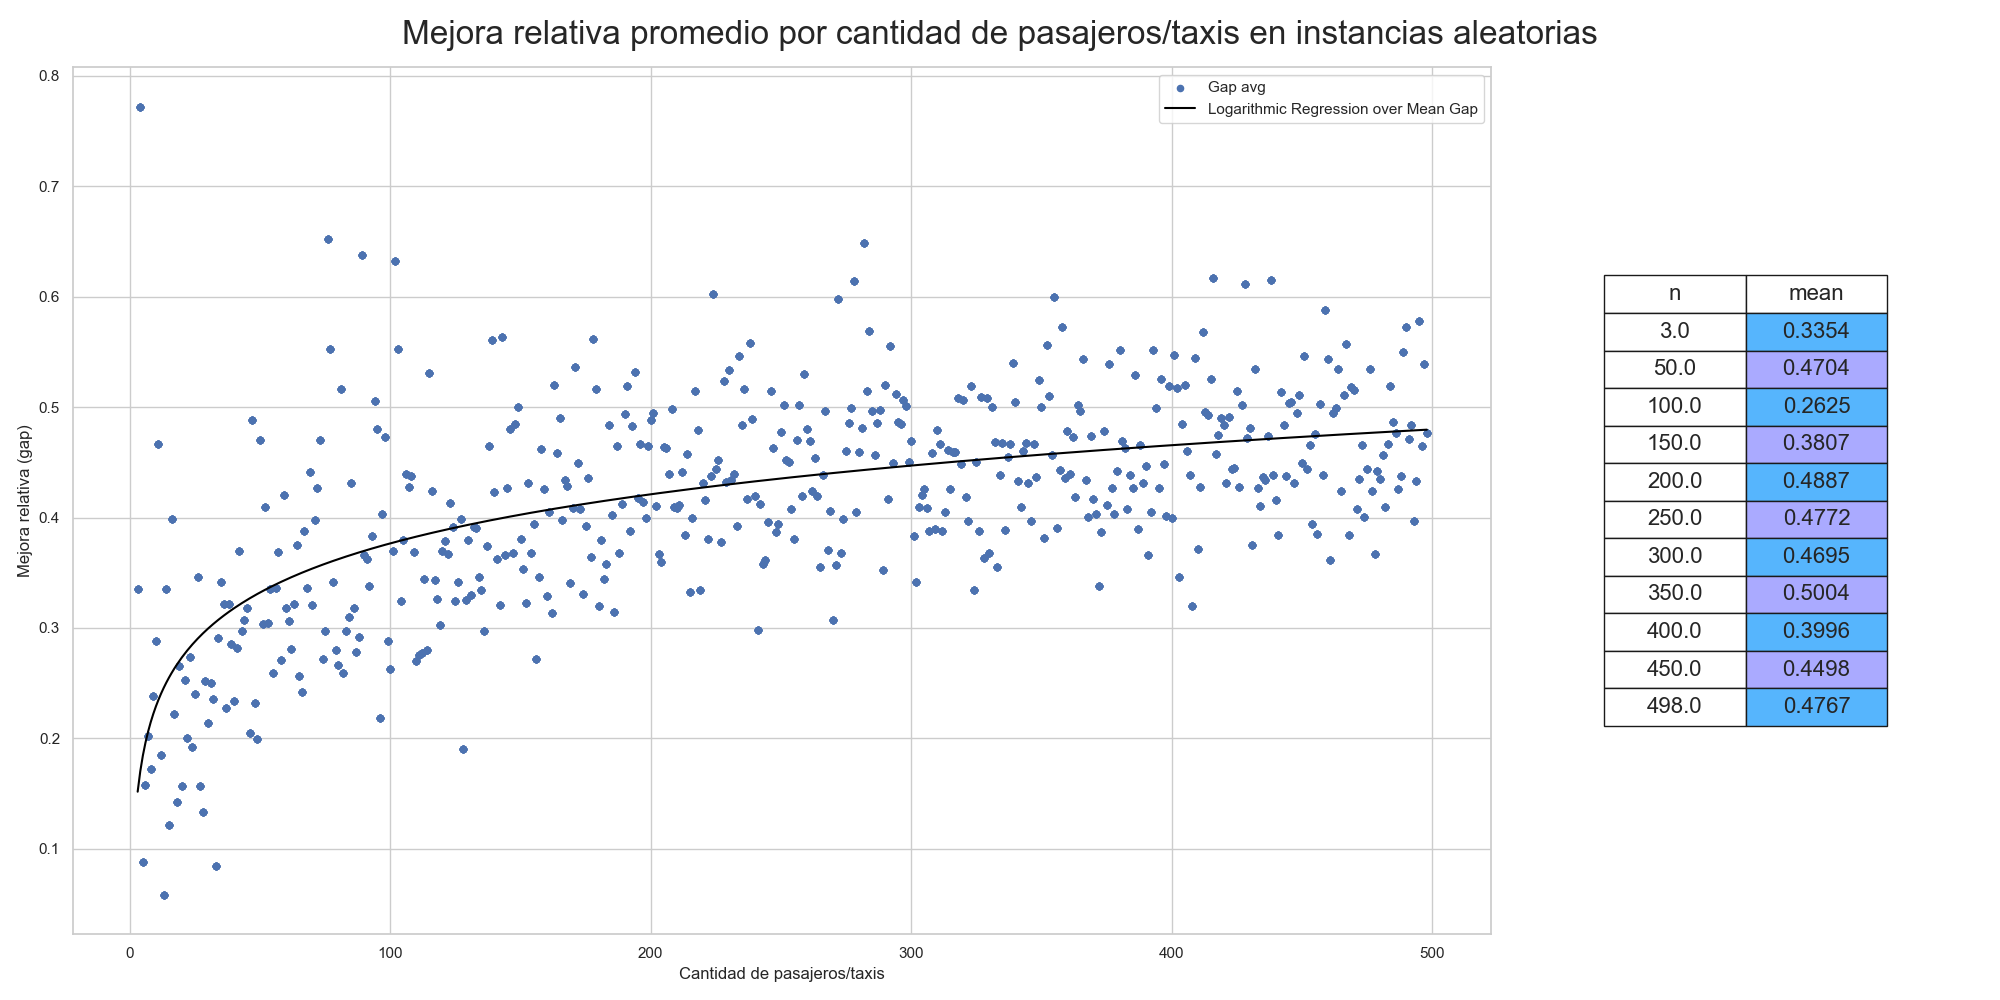 Mejora relativa promedio por cantidad de pasajeros/taxis en instancias aleatorias
Gap avg
Logarithmic Regression over Mean Gap
Mejora relativa (gap)
0.8
0.7
0.6
0.5
0.4
0.3
0.2
0.1
0 100 200 300 400 500
Cantidad de pasajeros/taxis
n mean
3.0 0.3354
50.0 0.4704
100.0 0.2625
150.0 0.3807
200.0 0.4887
250.0 0.4772
300.0 0.4695
350.0 0.5004
400.0 0.3996
450.0 0.4498
498.0 0.4767